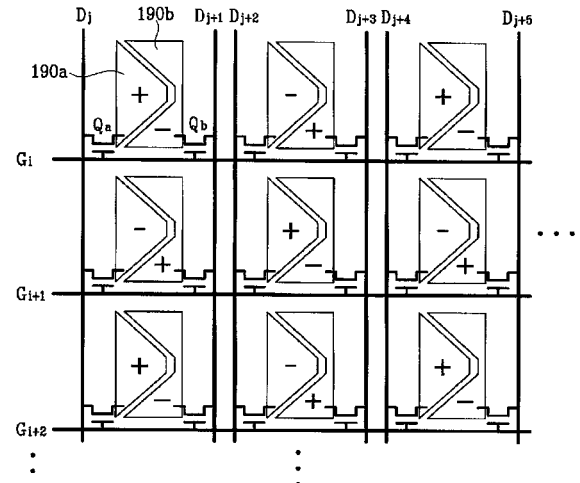 Dj 190b Dj+1 Dj+2 Dj+3 Dj+4 Dj+5
190a
+ - +
Qa - Qb + -
Gi
- + -
+ - +
Gi+1
+ - +
- + -
Gi+2